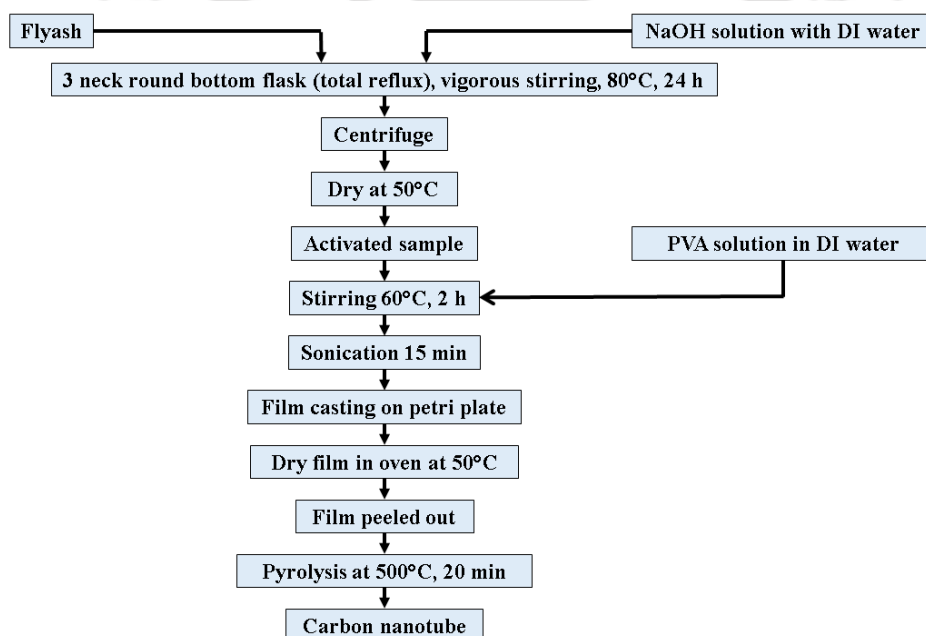 Flyash
NaOH solution with DI water
3 neck round bottom flask (total reflux), vigorous stirring, 80°C, 24 h
Centrifuge
Dry at 50°C
Activated sample
PVA solution in DI water
Stirring 60°C, 2 h
Sonication 15 min
Film casting on petri plate
Dry film in oven at 50°C
Film peeled out
Pyrolysis at 500°C, 20 min
Carbon nanotube